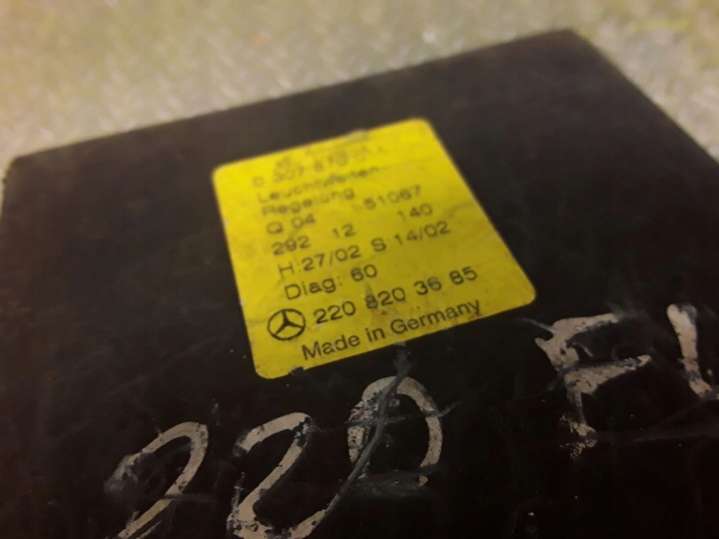 Leuchtweiten
Regelung
Q 04 51067
292 12 140
H:27/02 S 14/02
Diag: 60
220 820 36 85
Made in Germany
220